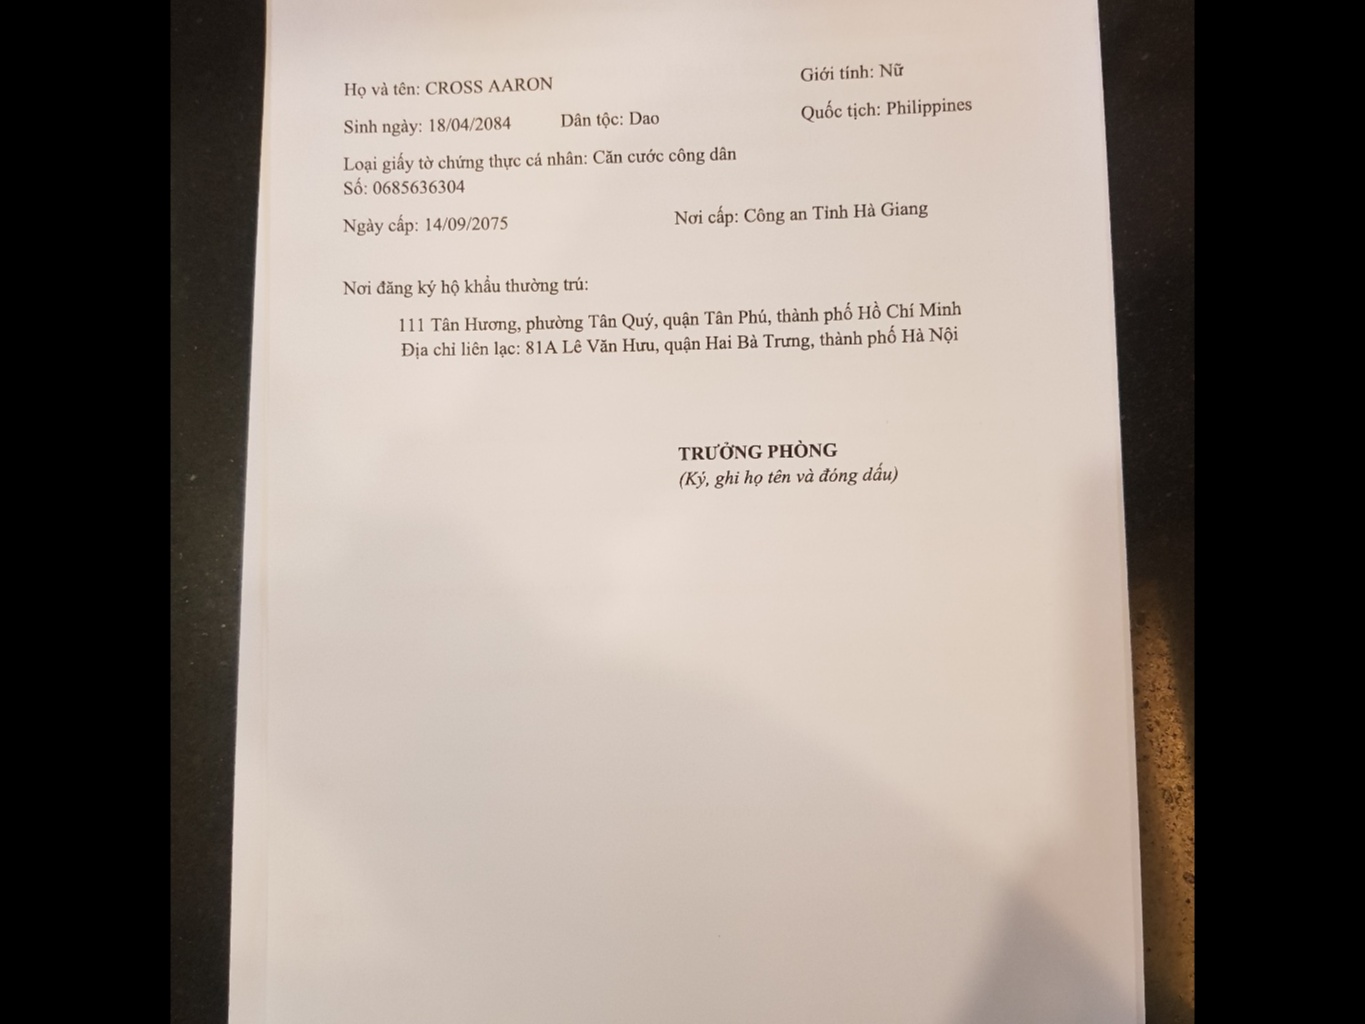 Họ và tên: CROSS AARON Giới tính: Nữ
Sinh ngày: 18/04/2084 Dân tộc: Dao Quốc tịch: Philippines
Loại giấy tờ chứng thực cá nhân: Căn cước công dân
Số: 0685636304
Ngày cấp: 14/09/2075 Nơi cấp: Công an Tỉnh Hà Giang
Nơi đăng ký hộ khẩu thường trú:
111 Tân Hương, phường Tân Quý, quận Tân Phú, thành phố Hồ Chí Minh
Địa chỉ liên lạc: 81A Lê Văn Hưu, quận Hai Bà Trưng, thành phố Hà Nội
TRƯỞNG PHÒNG
(Ký, ghi họ tên và đóng dấu)